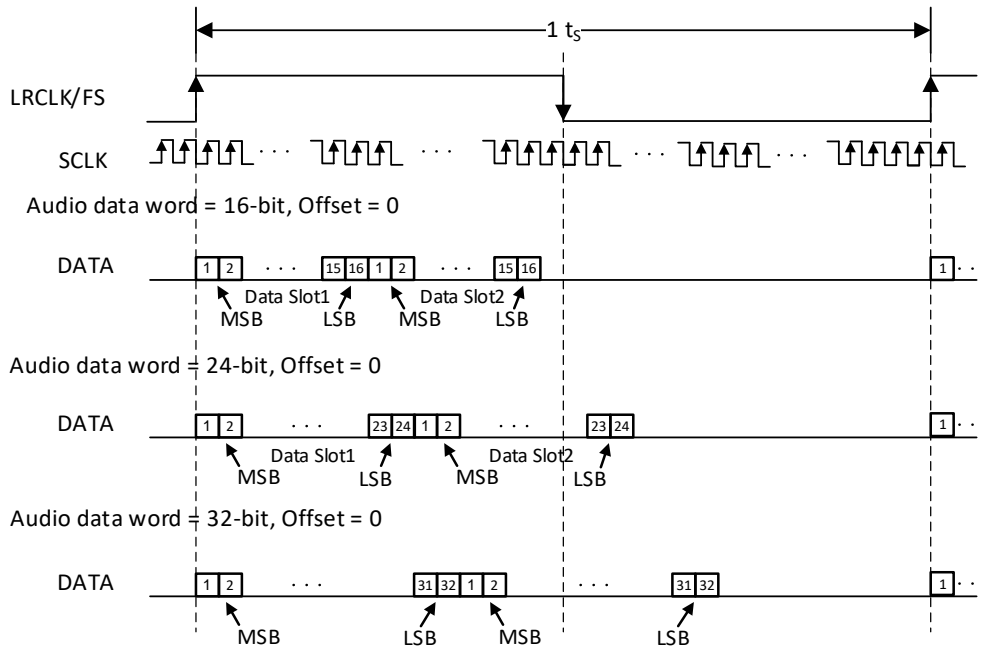 1 tS
LRCLK/FS
SCLK
. . .
. . .
. . .
. . .
Audio data word = 16-bit, Offset = 0
DATA
1 2 . . . 15 16 1 2 . . . 15 16 1 . .
Data Slot1 Data Slot2
MSB LSB MSB LSB
Audio data word = 24-bit, Offset = 0
DATA
1 2 . . . 23 24 1 2 . . . 23 24 1 . .
Data Slot1 Data Slot2
MSB LSB MSB LSB
Audio data word = 32-bit, Offset = 0
DATA
1 2 . . . 31 32 1 2 . . . 31 32 1 . .
MSB LSB MSB LSB